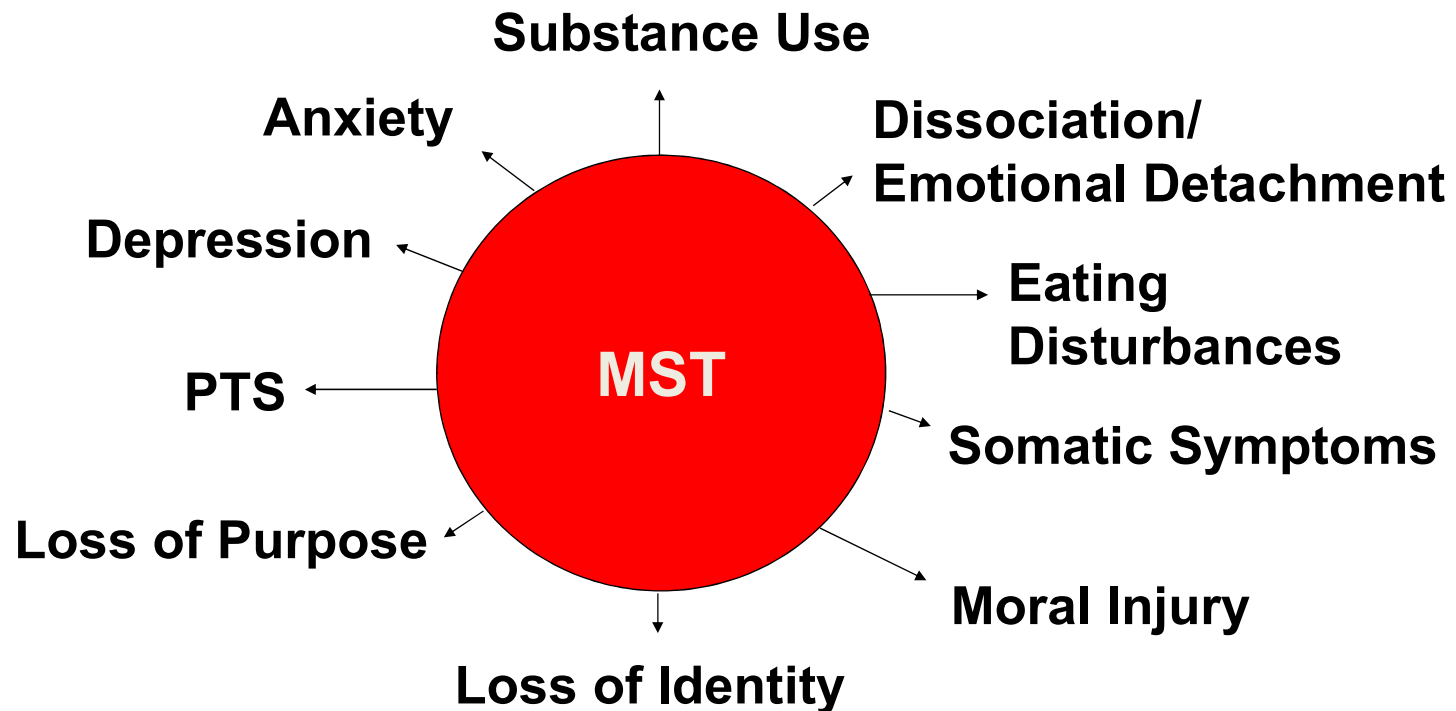 Substance Use
Anxiety
Dissociation/
Emotional Detachment
Depression
Eating
Disturbances
MST
PTS
Somatic Symptoms
Loss of Purpose
Moral Injury
Loss of Identity